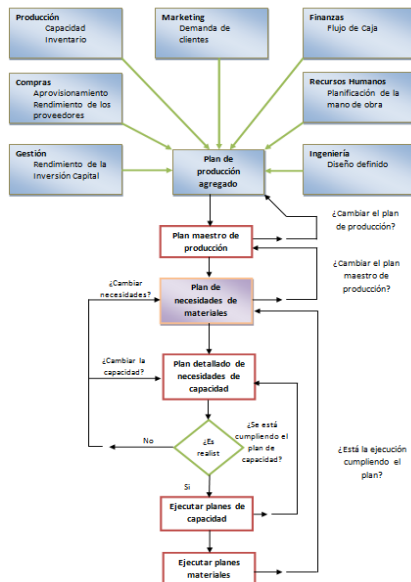 Producción
Capacidad
Inventario
Marketing
Demanda de
clientes
Finanzas
Flujo de Caja
Compras
Aprovisionamiento
Rendimiento de los
proveedores
Recursos Humanos
Planificación de la
mano de obra
Gestión
Rendimiento de la
Inversión Capital
Plan de
producción
agregado
Ingeniería
Diseño definido
¿Cambiar el plan
de producción?
Plan maestro de
producción
¿Cambiar el plan
maestro de
producción?
¿Cambiar
necesidades?
Plan de
necesidades de
materiales
¿Cambiar la
capacidad?
Plan detallado de
necesidades de
capacidad
¿Se está
cumpliendo el
plan de
capacidad?
No
¿Es
realist
¿Está la ejecución
cumpliendo el
plan?
Si
Ejecutar planes de
capacidad
Ejecutar planes
materiales